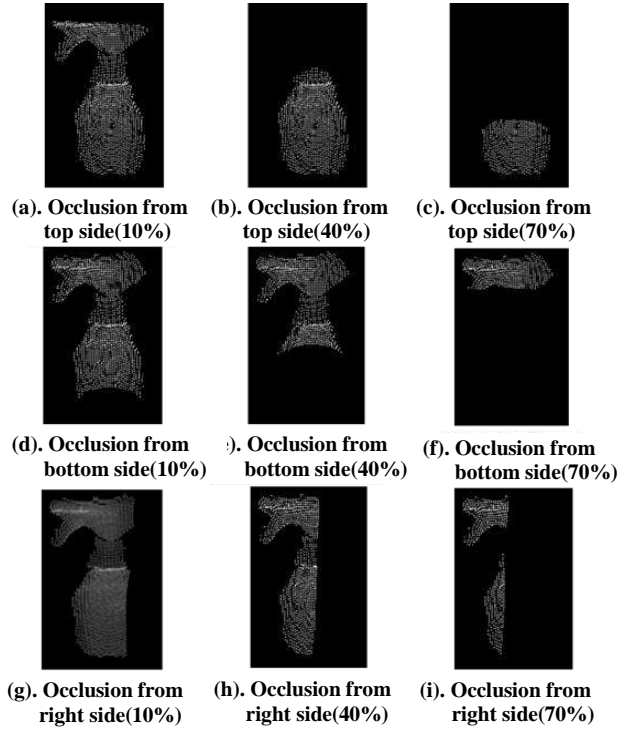 (a). Occlusion from
top side(10%)
(b). Occlusion from
top side(40%)
(c). Occlusion from
top side(70%)
(d). Occlusion from
bottom side(10%)
e). Occlusion from
bottom side(40%)
(f). Occlusion from
bottom side(70%)
(g). Occlusion from
right side(10%)
(h). Occlusion from
right side(40%)
(i). Occlusion from
right side(70%)